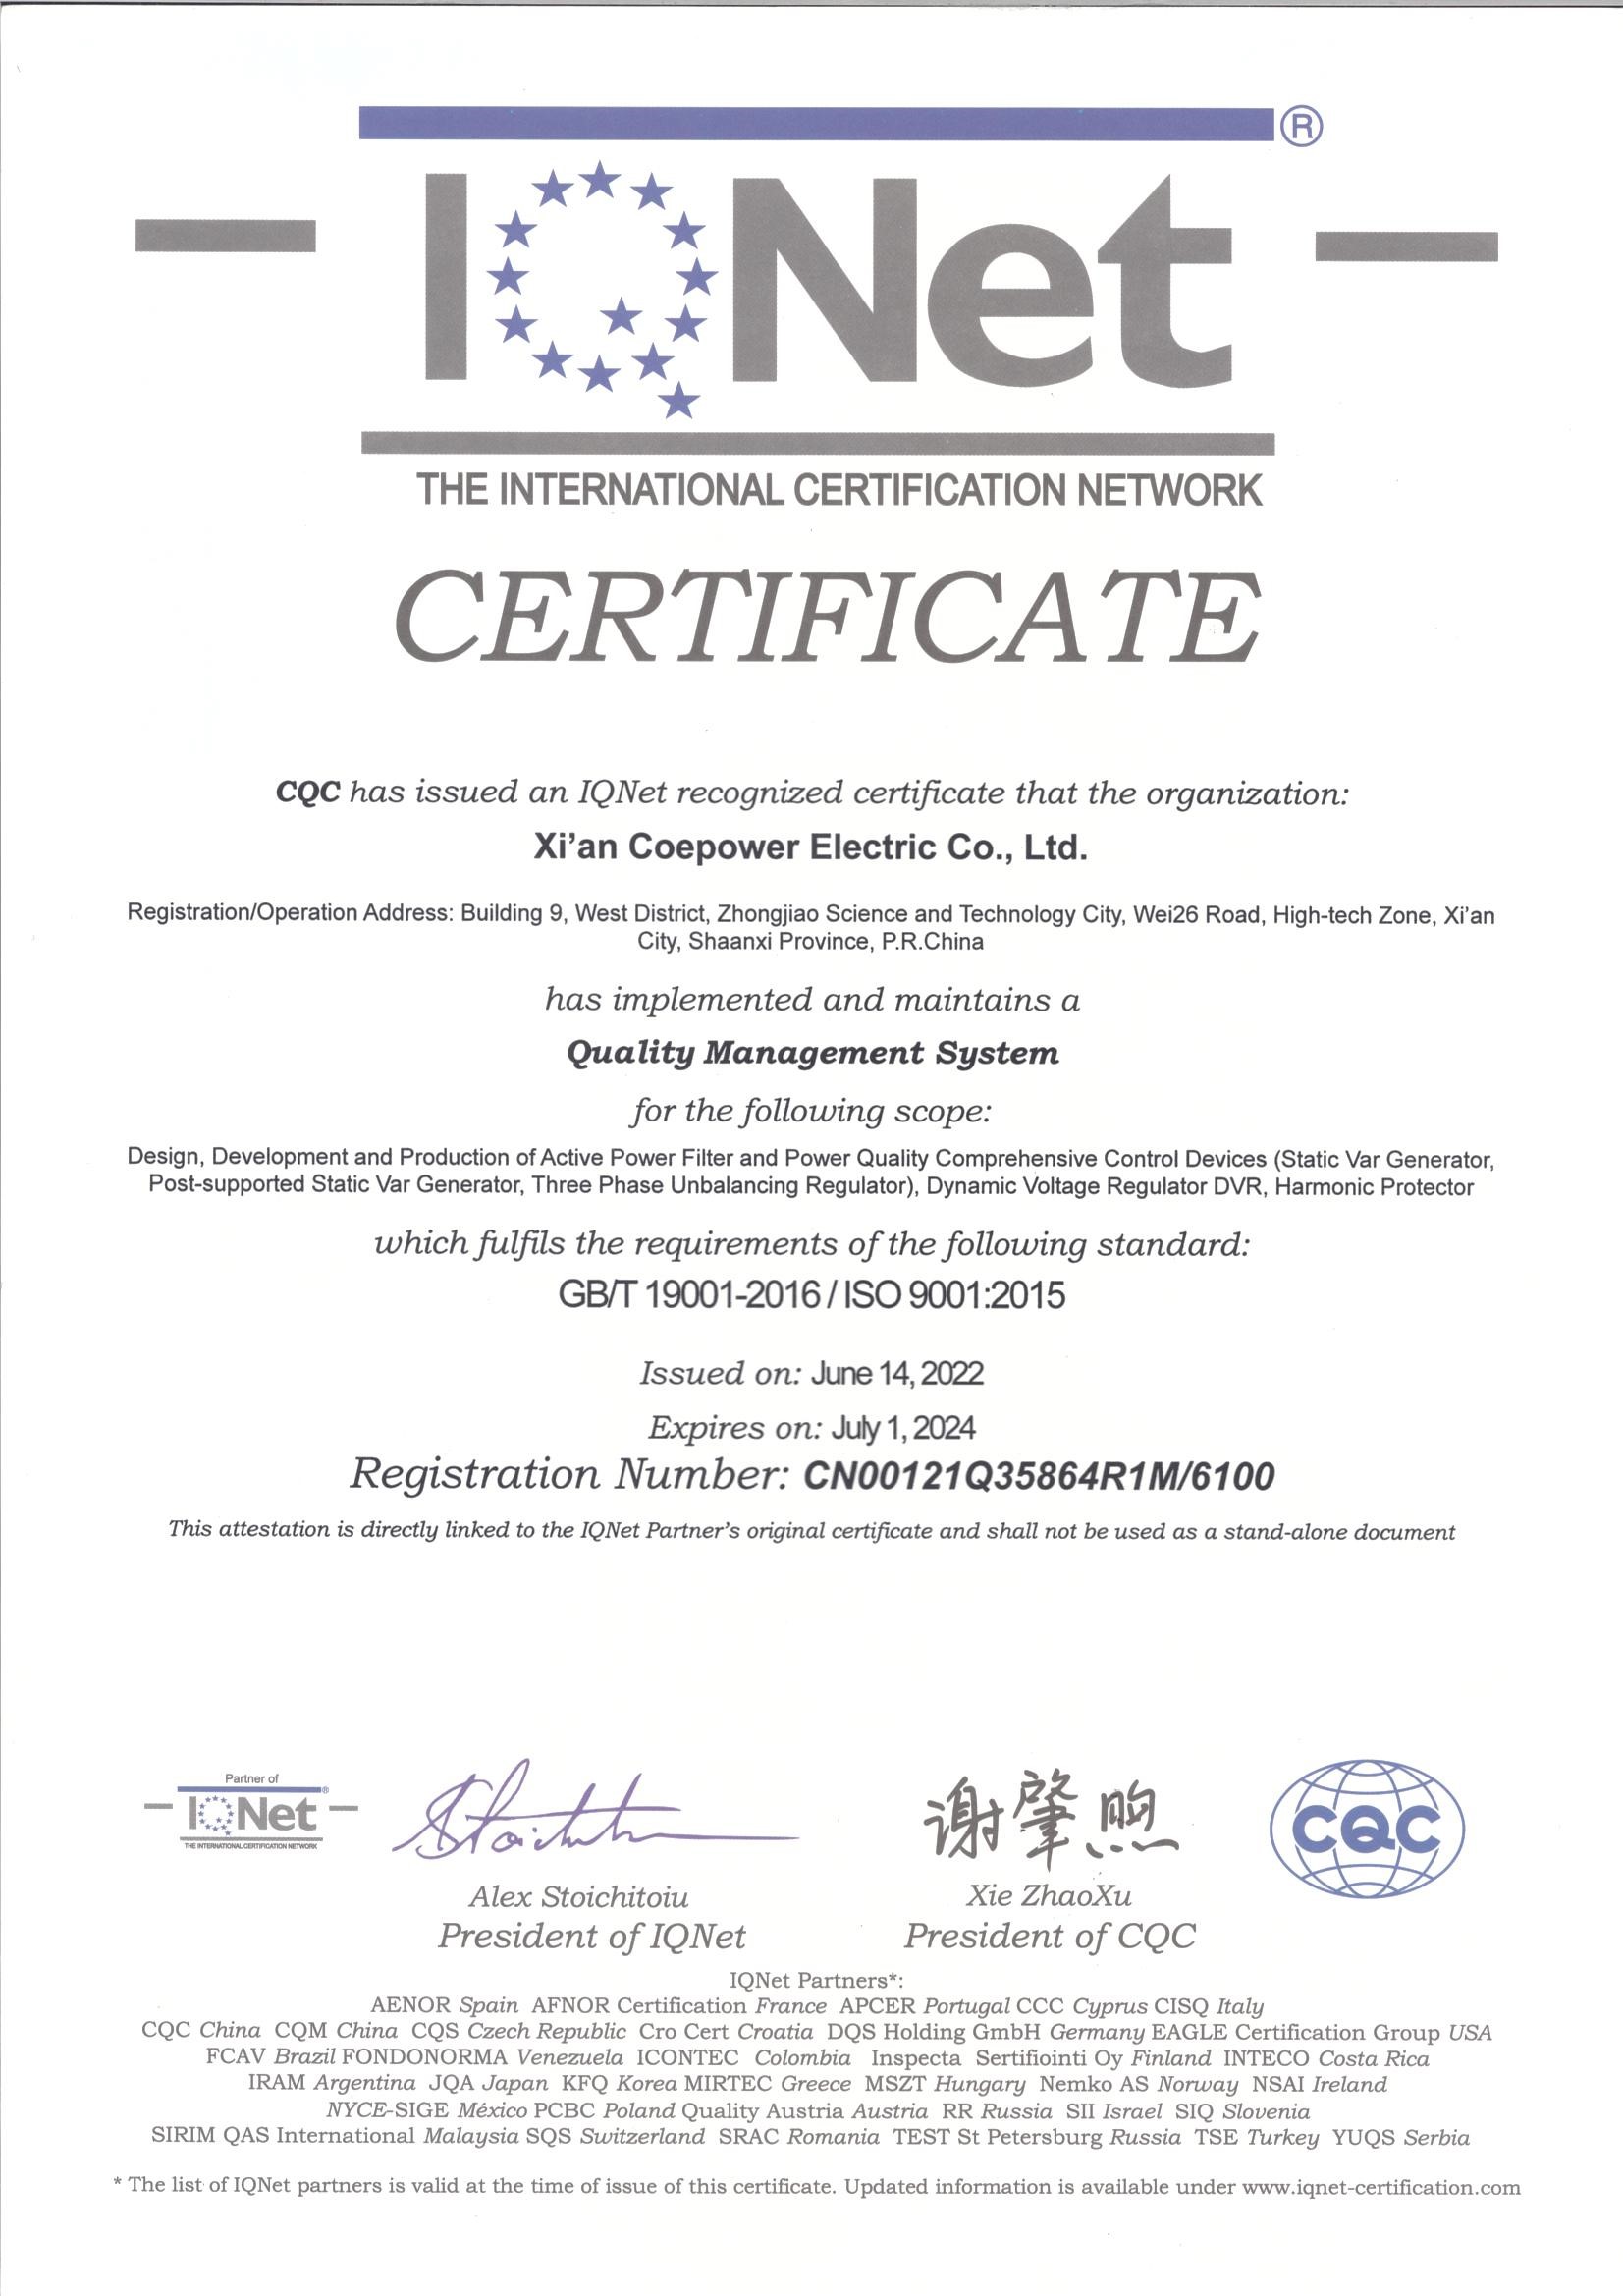 IQNet ®
THE INTERNATIONAL CERTIFICATION NETWORK
CERTIFICATE
CQC has issued an IQNet recognized certificate that the organization:
Xi'an Coepower Electric Co., Ltd.
Registration/Operation Address: Building 9, West District, Zhongjiao Science and Technology City, Wei26 Road, High-tech Zone, Xi'an
City, Shaanxi Province, P.R.China
has implemented and maintains a
Quality Management System
for the following scope:
Design, Development and Production of Active Power Filter and Power Quality Comprehensive Control Devices (Static Var Generator,
Post-supported Static Var Generator, Three Phase Unbalancing Regulator), Dynamic Voltage Regulator DVR, Harmonic Protector
which fulfils the requirements of the following standard:
GB/T 19001-2016 / ISO 9001:2015
Issued on: June 14, 2022
Expires on: July 1, 2024
Registration Number: CN00121Q35864R1M/6100
This attestation is directly linked to the IQNet Partner's original certificate and shall not be used as a stand-alone document
Partner of
IQNet ®
THE INTERNATIONAL CERTIFICATION NETWORK
Stoichitoiu
谢肇煦
CQC
Alex Stoichitoiu
President of IQNet
Xie ZhaoXu
President of CQC
IQNet Partners*:
AENOR Spain AFNOR Certification France APCER Portugal CCC Cyprus CISQ Italy
CQC China CQM China CQS Czech Republic Cro Cert Croatia DQS Holding GmbH Germany EAGLE Certification Group USA
FCAV Brazil FONDONORMA Venezuela ICONTEC Colombia Inspecta Sertifiointi Oy Finland INTECO Costa Rica
IRAM Argentina JQA Japan KFQ Korea MIRTEC Greece MSZT Hungary Nemko AS Norway NSAI Ireland
NYCE-SIGE México PCBC Poland Quality Austria Austria RR Russia SII Israel SIQ Slovenia
SIRIM QAS International Malaysia SQS Switzerland SRAC Romania TEST St Petersburg Russia TSE Turkey YUQS Serbia
* The list of IQNet partners is valid at the time of issue of this certificate. Updated information is available under www.iqnet-certification.com